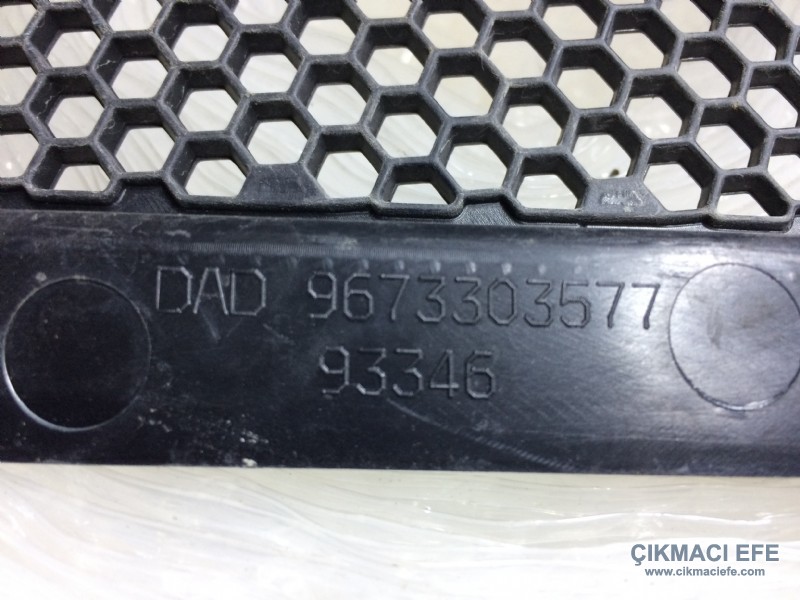 DAD 9673303577
93346
ÇIKMACI EFE
www.cikmaciefe.com